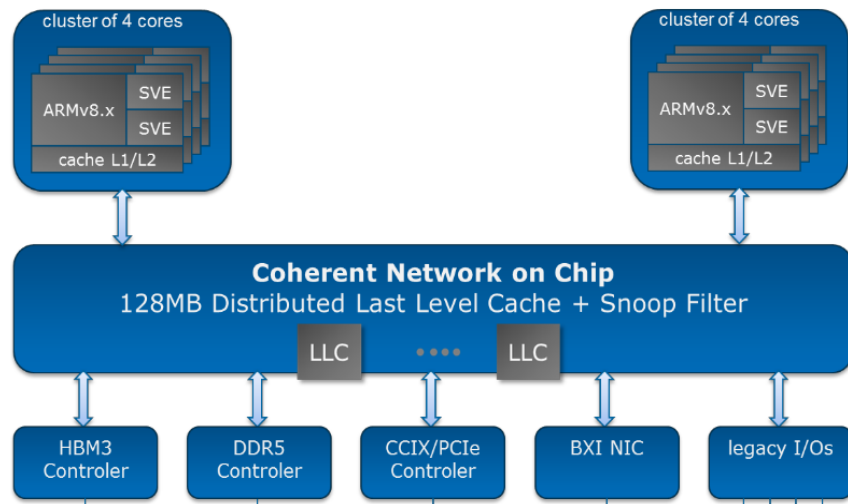 cluster of 4 cores
ARMv8.x
SVE
SVE
cache L1/L2
cluster of 4 cores
ARMv8.x
SVE
SVE
cache L1/L2
Coherent Network on Chip
128MB Distributed Last Level Cache + Snoop Filter
LLC
LLC
HBM3
Controler
DDR5
Controler
CCIX/PCIe
Controler
BXI NIC
legacy I/Os